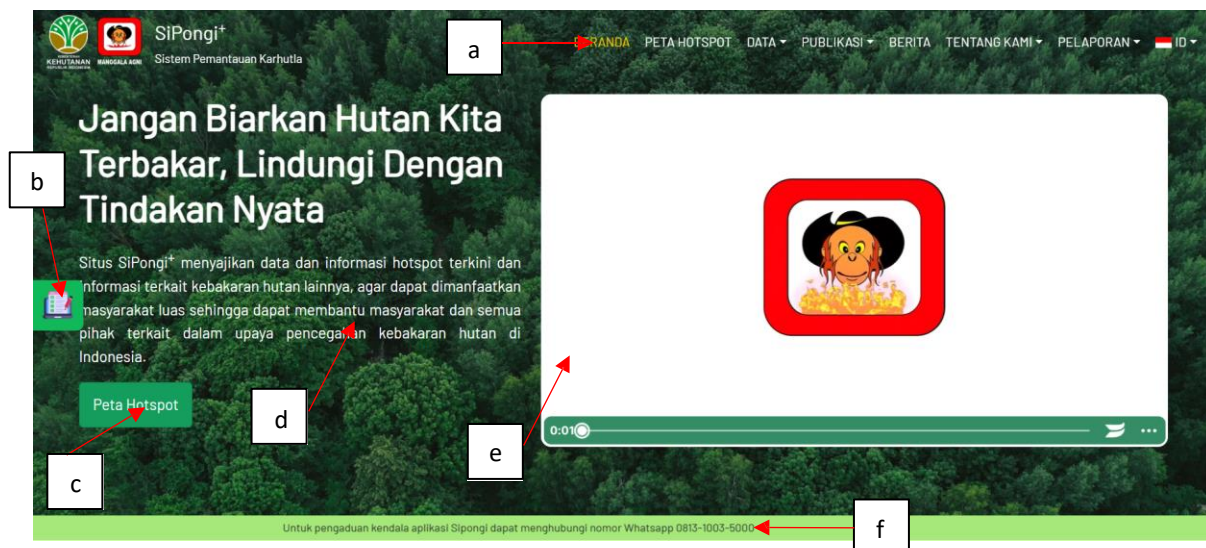 SiPongi+
Sistem Pemantauan Karhutla
KEHUTANAN
REPUBLIK INDONESIA
MANGGALA AGNI
a
BERANDA PETA HOTSPOT DATA PUBLIKASI BERITA TENTANG KAMI PELAPORAN ID
Jangan Biarkan Hutan Kita
Terbakar, Lindungi Dengan
Tindakan Nyata
b
Situs SiPongi+ menyajikan data dan informasi hotspot terkini dan
informasi terkait kebakaran hutan lainnya, agar dapat dimanfaatkan
masyarakat luas sehingga dapat membantu masyarakat dan semua
pihak terkait dalam upaya pencegahan kebakaran hutan di
Indonesia.
Peta Hotspot
c
d
e
0:01
Untuk pengaduan kendala aplikasi Sipongi dapat menghubungi nomor Whatsapp 0813-1003-5000
f